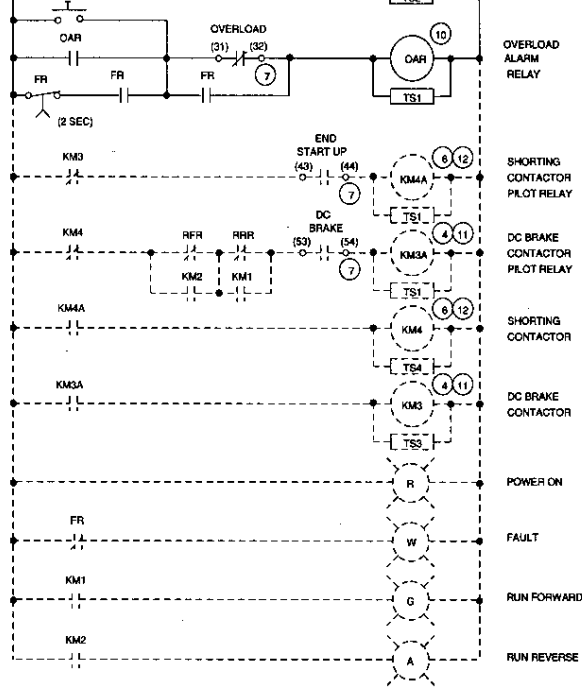 OVERLOAD
OAR (31) (32) 10 OVERLOAD
OAR ALARM
FR FR FR 7 RELAY
TS1
(2 SEC)
END
START UP
KM3 (43) (44) 6 12 SHORTING
KM4A CONTACTOR
7 PILOT RELAY
TS1
DC
BRAKE
KM4 RFR RRR (53) (54) 4 11 DC BRAKE
KM3A CONTACTOR
KM2 KM1 7 PILOT RELAY
TS1
KM4A 6 12 SHORTING
KM4 CONTACTOR
TS4
KM3A 4 11 DC BRAKE
KM3 CONTACTOR
TS3
R POWER ON
FR
W FAULT
KM1
G RUN FORWARD
KM2
A RUN REVERSE